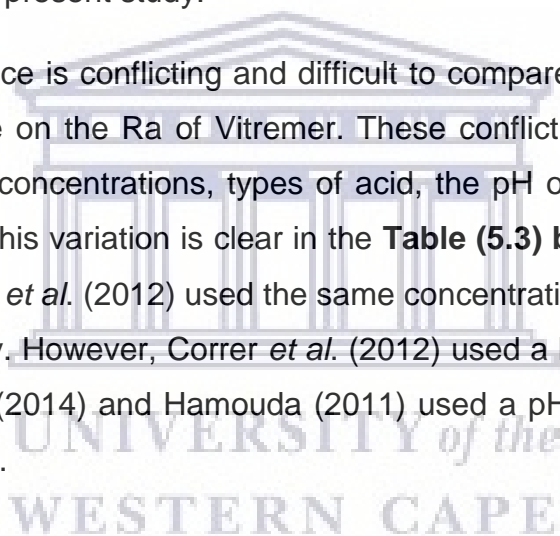 present study.
ce is conflicting and difficult to compare
on the Ra of Vitremer. These conflict
concentrations, types of acid, the pH o
his variation is clear in the Table (5.3) b
et al. (2012) used the same concentrati
. However, Correr et al. (2012) used a
(2014) and Hamouda (2011) used a pH
UNIVERSITY of the
WESTERN CAPE